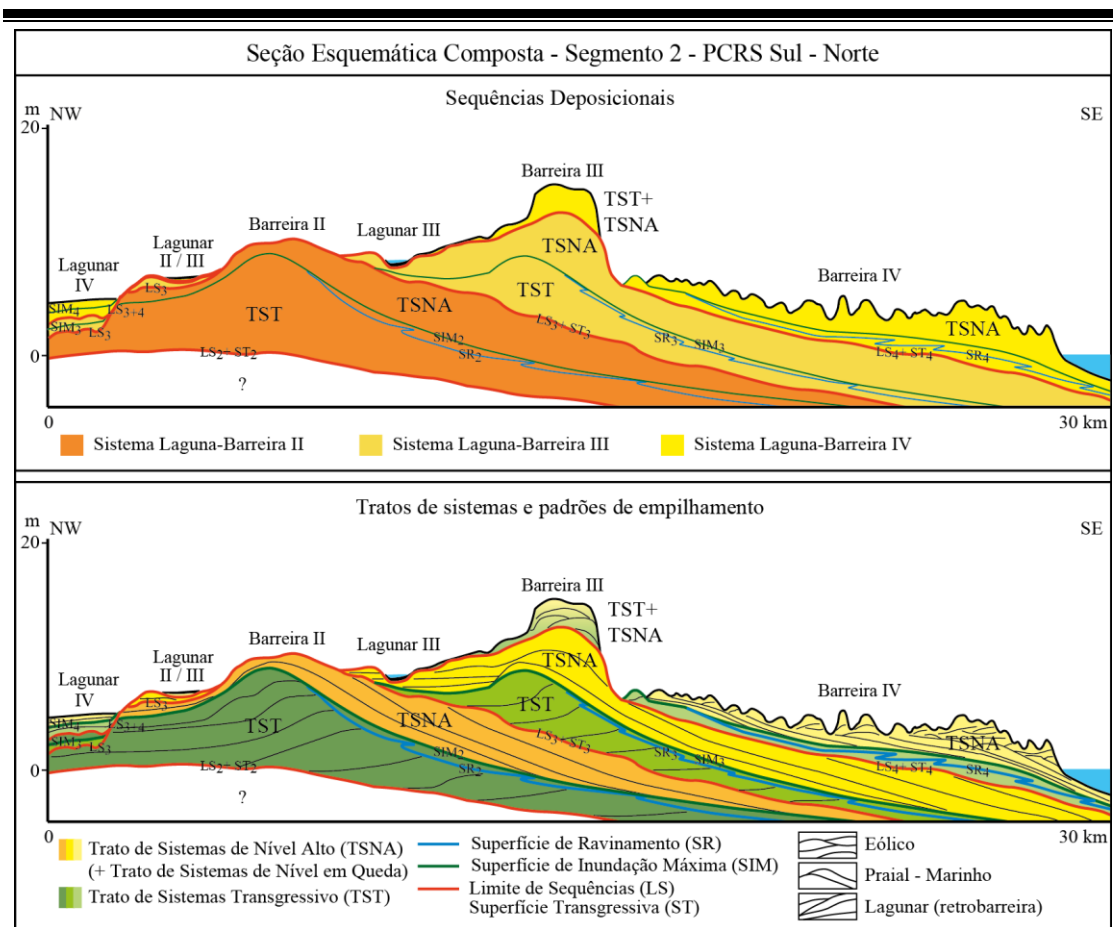 Seção Esquemática Composta - Segmento 2 - PCRS Sul - Norte
Sequências Deposicionais
m NW
SE
20
Barreira III
TST+
TSNA
Barreira II
Lagunar III
Lagunar
II / III
TSNA
Lagunar
IV
Barreira IV
LS3
TST
SIM4
LS3+4
TST
TSNA
SIM3
LS3
LS3+ ST3
TSNA
SIM2
SR3
SIM3
SR2
LS4+ ST4
SR4
0
LS2+ ST2
?
0
30 km
Sistema Laguna-Barreira II
Sistema Laguna-Barreira III
Sistema Laguna-Barreira IV
Tratos de sistemas e padrões de empilhamento
m NW
SE
20
Barreira III
TST+
TSNA
Barreira II
Lagunar III
Lagunar
II / III
TSNA
Lagunar
IV
Barreira IV
LS3
TST
SIM4
LS3+4
TST
TSNA
SIM3
LS3
LS3+ ST3
TSNA
SIM2
SR3
SIM3
SR2
LS4+ ST4
SR4
0
LS2+ ST2
?
0
30 km
Trato de Sistemas de Nível Alto (TSNA)
(+ Trato de Sistemas de Nível em Queda)
Trato de Sistemas Transgressivo (TST)
Superfície de Ravinamento (SR)
Superfície de Inundação Máxima (SIM)
Limite de Sequências (LS)
Superfície Transgressiva (ST)
Eólico
Praial - Marinho
Lagunar (retrobarreira)